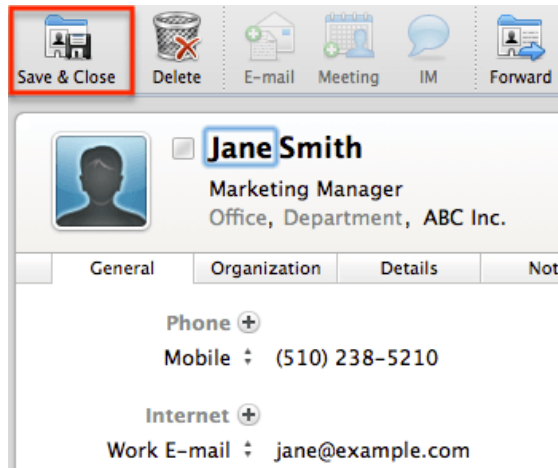 Save & Close Delete E-mail Meeting IM Forward
Jane Smith
Marketing Manager
Office, Department, ABC Inc.
General Organization Details Not
Phone
Mobile (510) 238-5210
Internet
Work E-mail jane@example.com